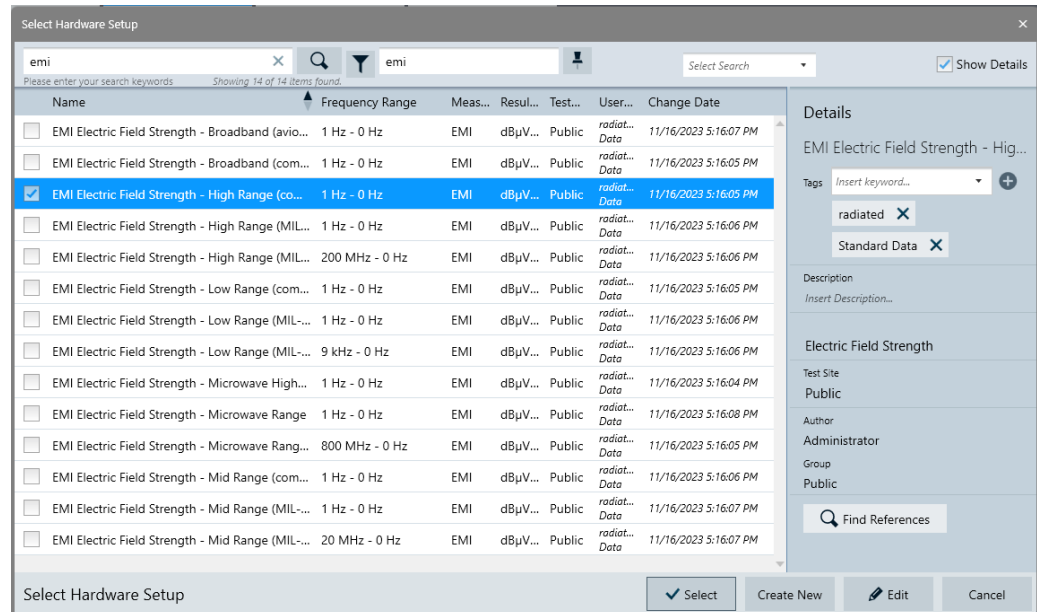 Select Hardware Setup
emi
emi
Select Search
Show Details
Please enter your search keywords Showing 14 of 14 items found.
Name Frequency Range Meas... Resul... Test... User... Change Date
EMI Electric Field Strength - Broadband (avio... 1 Hz - 0 Hz EMI dBµV... Public radiat... Data 11/16/2023 5:16:07 PM
EMI Electric Field Strength - Broadband (com... 1 Hz - 0 Hz EMI dBµV... Public radiat... Data 11/16/2023 5:16:05 PM
EMI Electric Field Strength - High Range (co... 1 Hz - 0 Hz EMI dBµV... Public radiat... Data 11/16/2023 5:16:05 PM
EMI Electric Field Strength - High Range (MIL... 1 Hz - 0 Hz EMI dBµV... Public radiat... Data 11/16/2023 5:16:06 PM
EMI Electric Field Strength - High Range (MIL... 200 MHz - 0 Hz EMI dBµV... Public radiat... Data 11/16/2023 5:16:06 PM
EMI Electric Field Strength - Low Range (com... 1 Hz - 0 Hz EMI dBµV... Public radiat... Data 11/16/2023 5:16:05 PM
EMI Electric Field Strength - Low Range (MIL-... 1 Hz - 0 Hz EMI dBµV... Public radiat... Data 11/16/2023 5:16:06 PM
EMI Electric Field Strength - Low Range (MIL-... 9 kHz - 0 Hz EMI dBµV... Public radiat... Data 11/16/2023 5:16:06 PM
EMI Electric Field Strength - Microwave High... 1 Hz - 0 Hz EMI dBµV... Public radiat... Data 11/16/2023 5:16:04 PM
EMI Electric Field Strength - Microwave Range 1 Hz - 0 Hz EMI dBµV... Public radiat... Data 11/16/2023 5:16:08 PM
EMI Electric Field Strength - Microwave Rang... 800 MHz - 0 Hz EMI dBµV... Public radiat... Data 11/16/2023 5:16:05 PM
EMI Electric Field Strength - Mid Range (com... 1 Hz - 0 Hz EMI dBµV... Public radiat... Data 11/16/2023 5:16:06 PM
EMI Electric Field Strength - Mid Range (MIL-... 1 Hz - 0 Hz EMI dBµV... Public radiat... Data 11/16/2023 5:16:07 PM
EMI Electric Field Strength - Mid Range (MIL-... 20 MHz - 0 Hz EMI dBµV... Public radiat... Data 11/16/2023 5:16:07 PM
Details
EMI Electric Field Strength - Hig...
Tags Insert keyword...
radiated
Standard Data
Description
Insert Description...
Electric Field Strength
Test Site
Public
Author
Administrator
Group
Public
Find References
Select Hardware Setup
Select
Create New
Edit
Cancel